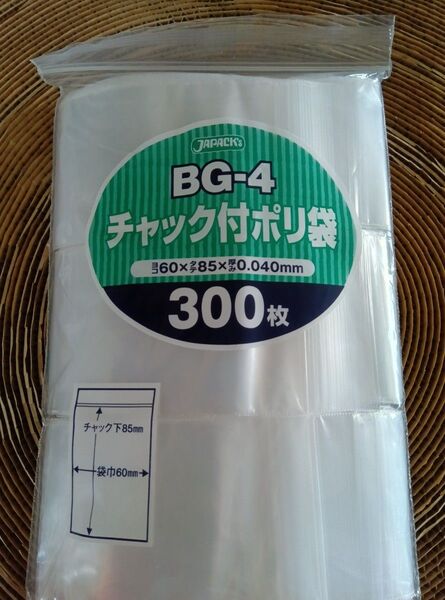 JAPACK's
BG-4
チャック付ポリ袋
ヨコ60×タテ85×厚み0.040mm
300枚
チャック下85mm
袋巾60mm